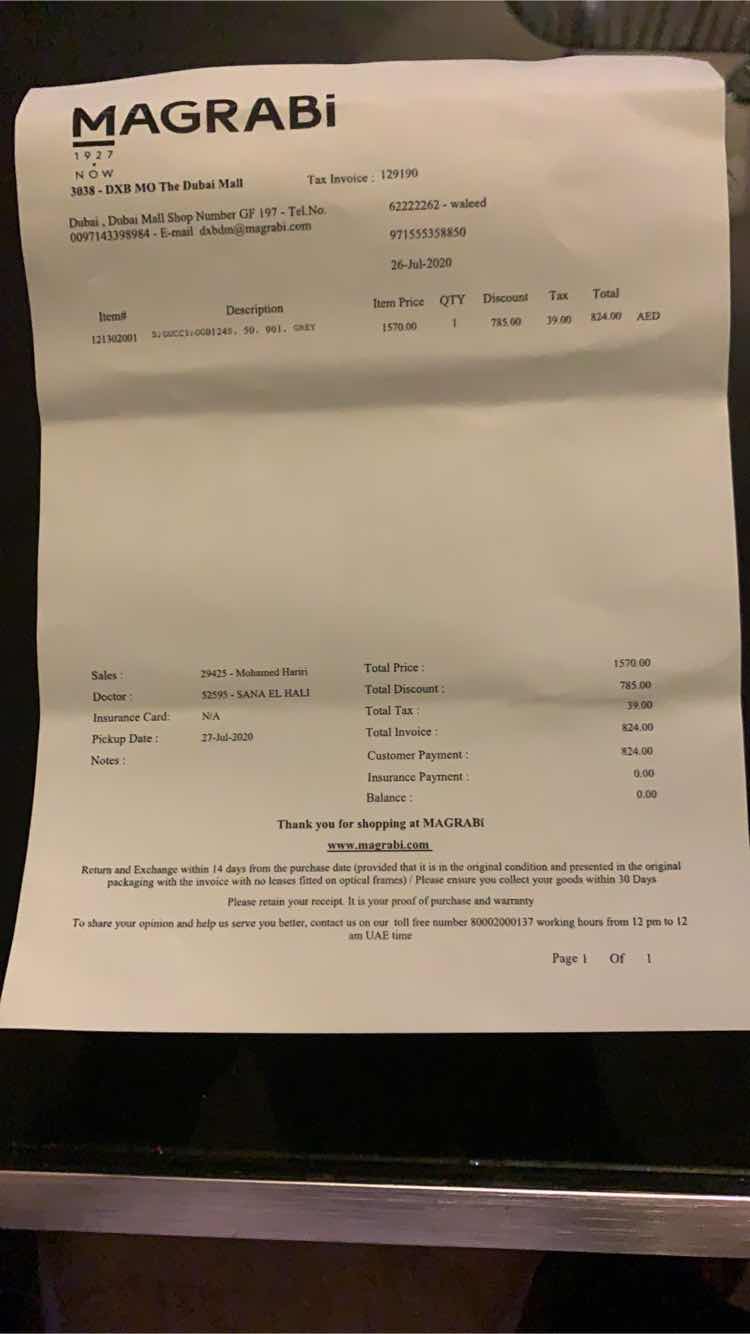 MAGRABi
1927
NOW
3038 - DXB MO The Dubai Mall
Tax Invoice : 129190
Dubai , Dubai Mall Shop Number GF 197 - Tel.No.
0097143398984 - E-mail dxbdm@magrabi.com
62222262 - waleed
971555358850
26-Jul-2020
Item# Description Item Price QTY Discount Tax Total
121302001 S:GUCCI:0GG1245, 50. 001. GREY 1570.00 1 785.00 39.00 824.00 AED
Sales : 29425 - Mohamed Hariri Total Price : 1570.00
Doctor : 52595 - SANA EL HALI Total Discount : 785.00
Insurance Card: N/A Total Tax : 39.00
Pickup Date : 27-Jul-2020 Total Invoice : 824.00
Notes : Customer Payment : 824.00
Insurance Payment : 0.00
Balance : 0.00
Thank you for shopping at MAGRABi
www.magrabi.com
Return and Exchange within 14 days from the purchase date (provided that it is in the original condition and presented in the original
packaging with the invoice with no lenses fitted on optical frames) / Please ensure you collect your goods within 30 Days
Please retain your receipt. It is your proof of purchase and warranty
To share your opinion and help us serve you better, contact us on our toll free number 80002000137 working hours from 12 pm to 12
am UAE time
Page 1 Of 1